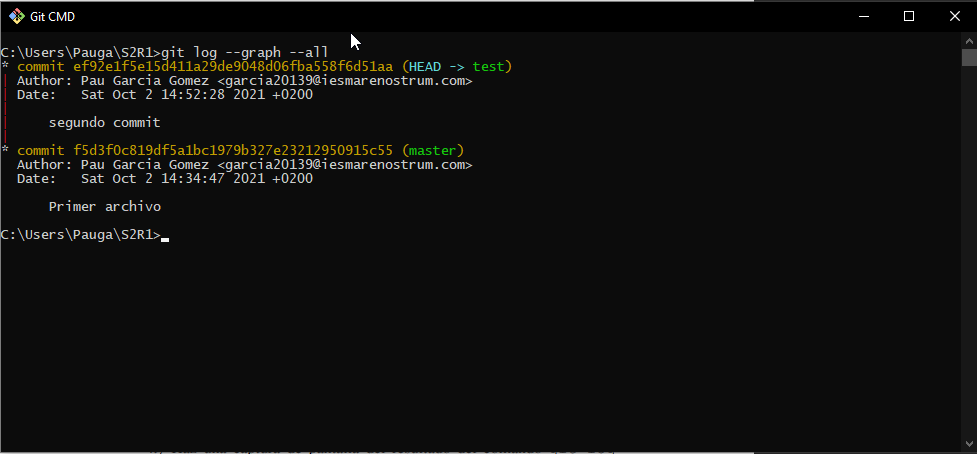 Git CMD
C:\Users\Pauga\S2R1>git log --graph --all
* commit ef92e1f5e15d411a29de9048d06fba558f6d51aa (HEAD -> test)
| Author: Pau Garcia Gomez <garcia20139@iesmarenostrum.com>
| Date:   Sat Oct 2 14:52:28 2021 +0200
|
|     segundo commit
|
* commit f5d3f0c819df5a1bc1979b327e23212950915c55 (master)
  Author: Pau Garcia Gomez <garcia20139@iesmarenostrum.com>
  Date:   Sat Oct 2 14:34:47 2021 +0200
      Primer archivo
C:\Users\Pauga\S2R1>